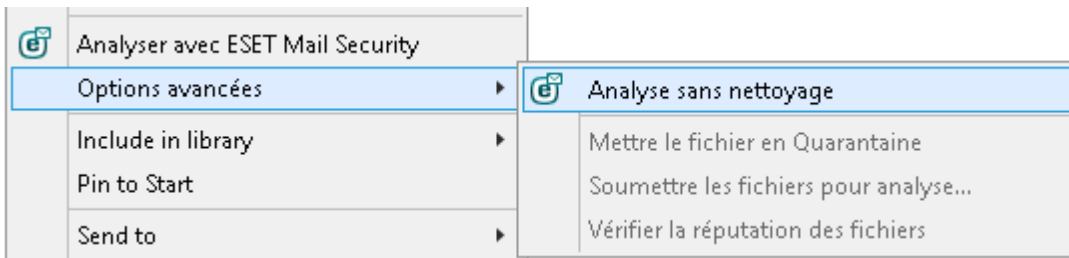 Analyser avec ESET Mail Security
Options avancées
Include in library
Pin to Start
Send to
Analyse sans nettoyage
Mettre le fichier en Quarantaine
Soumettre les fichiers pour analyse...
Vérifier la réputation des fichiers